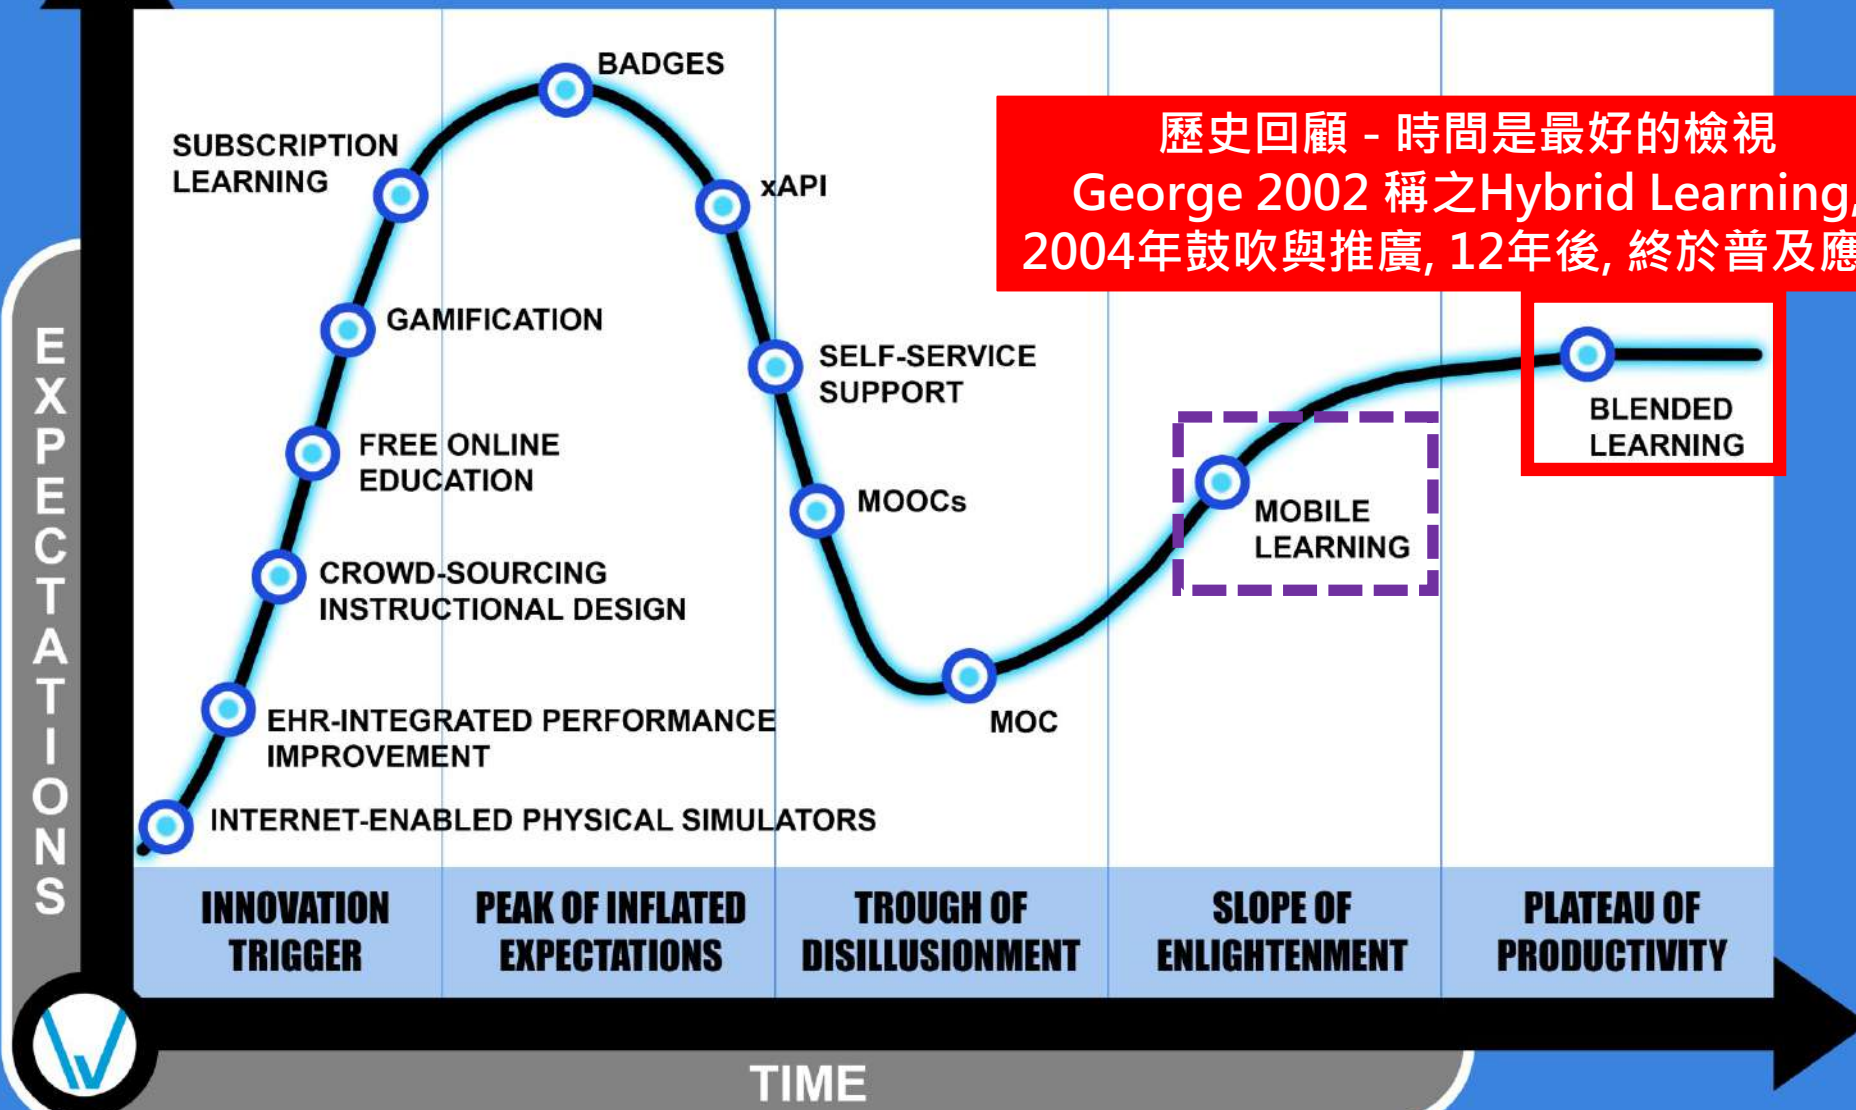 BADGES
SUBSCRIPTION
LEARNING
xAPI
歷史回顧 - 時間是最好的檢視
George 2002 稱之Hybrid Learning,
2004年鼓吹與推廣, 12年後, 終於普及應
GAMIFICATION
SELF-SERVICE
SUPPORT
BLENDED
LEARNING
FREE ONLINE
EDUCATION
MOOCs
MOBILE
LEARNING
CROWD-SOURCING
INSTRUCTIONAL DESIGN
EHR-INTEGRATED PERFORMANCE
IMPROVEMENT
MOC
INTERNET-ENABLED PHYSICAL SIMULATORS
EXPECTATIONS
INNOVATION
TRIGGER
PEAK OF INFLATED
EXPECTATIONS
TROUGH OF
DISILLUSIONMENT
SLOPE OF
ENLIGHTENMENT
PLATEAU OF
PRODUCTIVITY
TIME